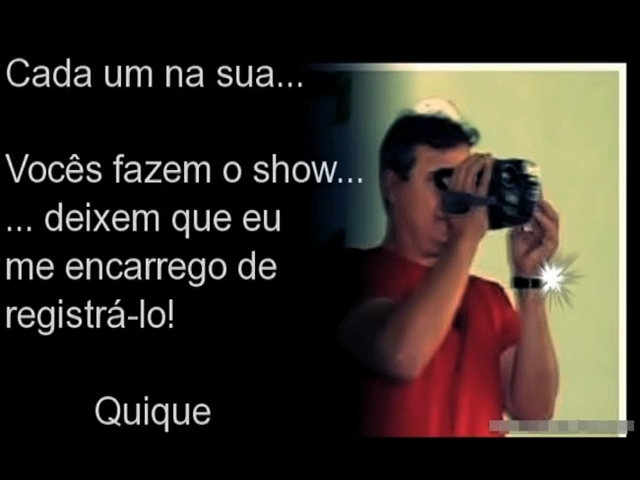 Cada um na sua...
Vocês fazem o show...
... deixem que eu
me encarrego de
registrá-lo!
Quique